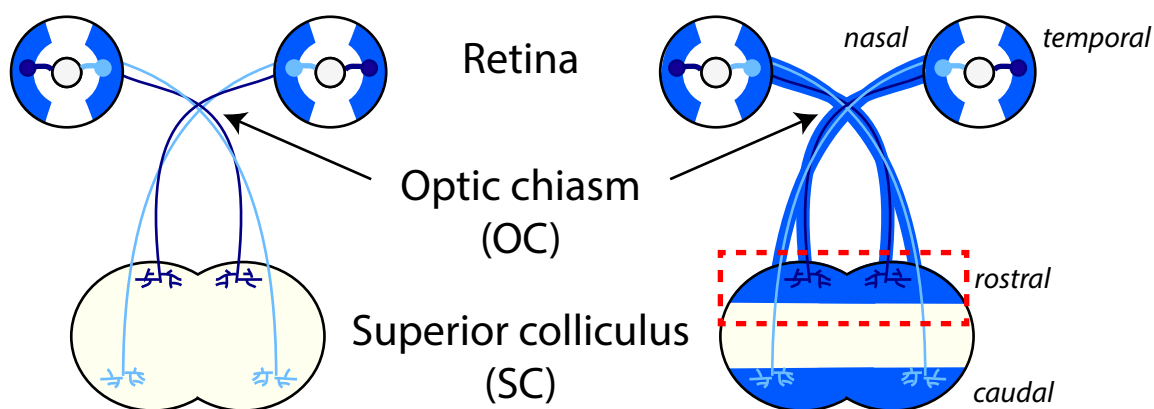 Retina
nasal
temporal
Optic chiasm
(OC)
rostral
Superior colliculus
(SC)
caudal